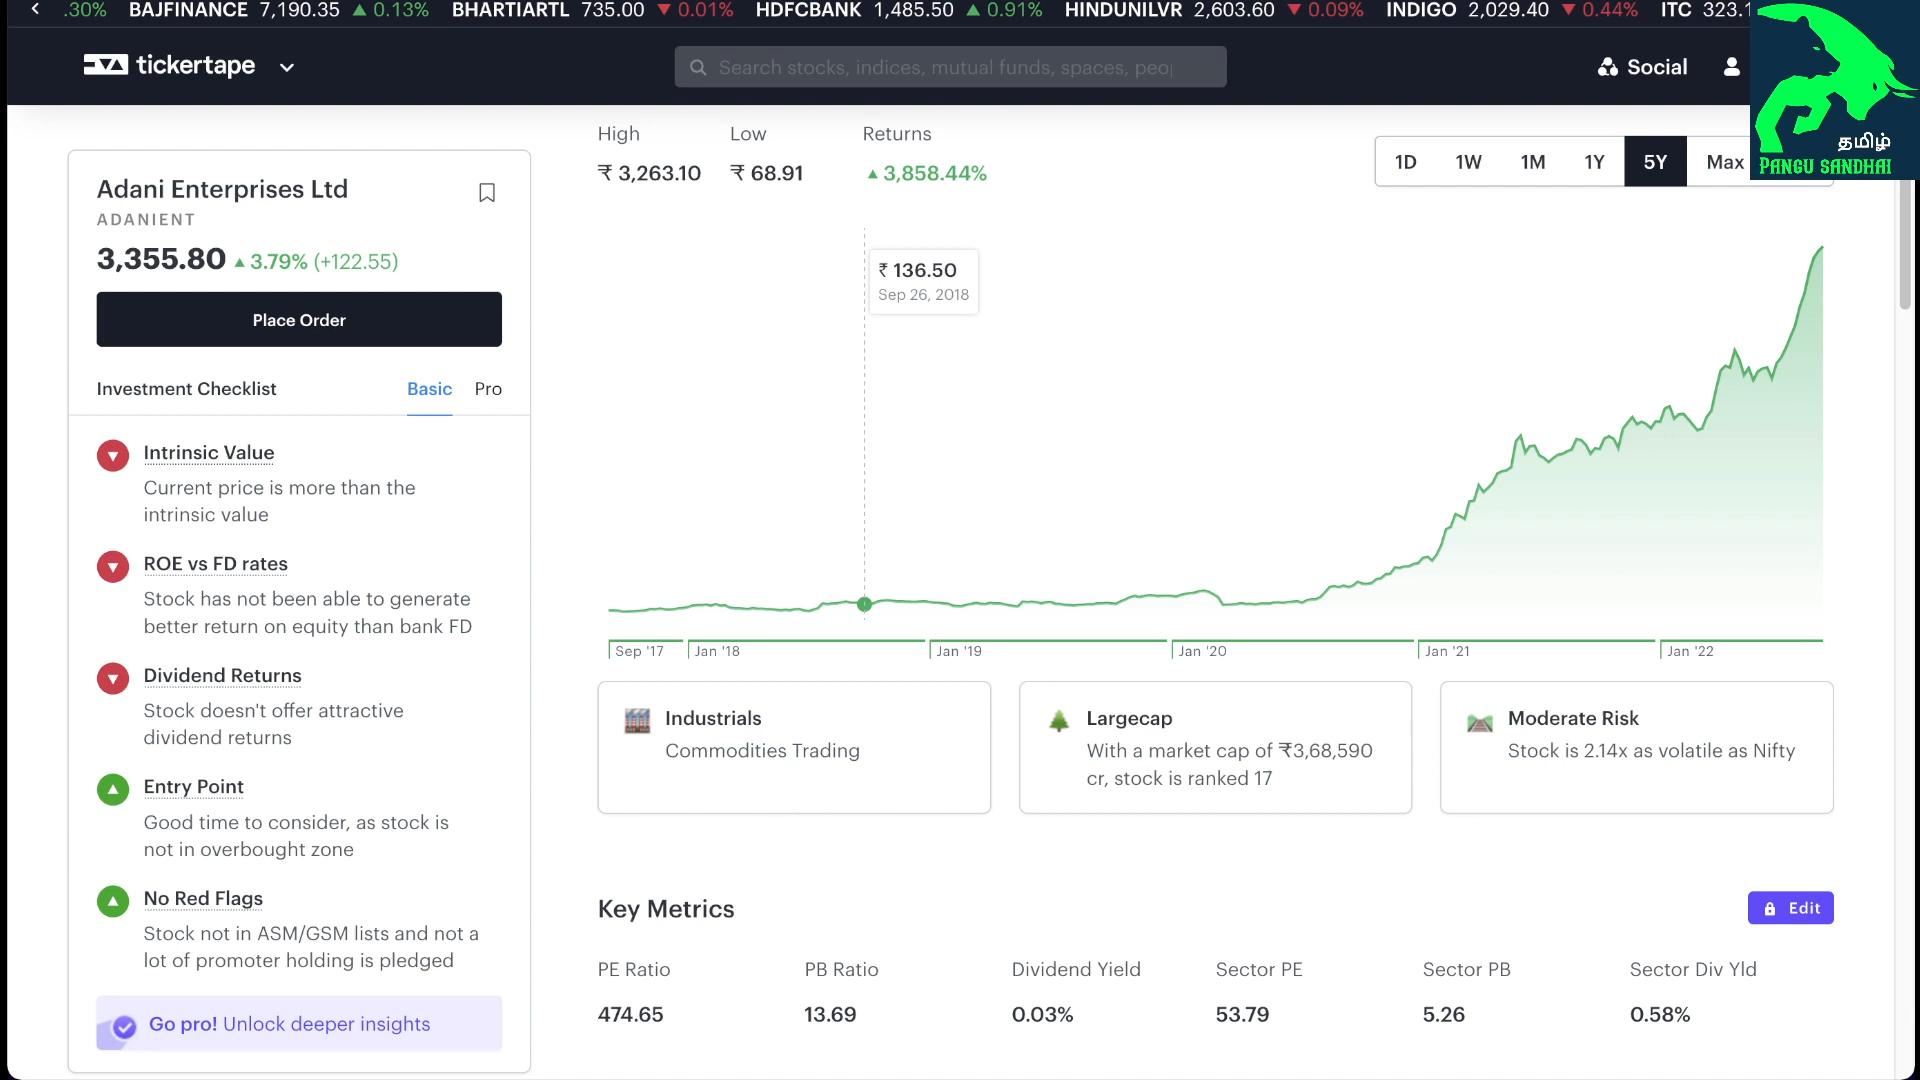 .30% BAJFINANCE 7,190.35 ▲ 0.13% BHARTIARTL 735.00 ▼ 0.01% HDFCBANK 1,485.50 ▲ 0.91% HINDUNILVR 2,603.60 ▼ 0.09% INDIGO 2,029.40 ▼ 0.44% ITC 323.1
tickertape
Search stocks, indices, mutual funds, spaces, peo
Social
தமிழ்
PANGU SANDHAI
High Low Returns
₹ 3,263.10 ₹ 68.91 ▲ 3,858.44%
1D 1W 1M 1Y 5Y Max
Adani Enterprises Ltd
ADANIENT
3,355.80 ▲ 3.79% (+122.55)
Place Order
Investment Checklist Basic Pro
Intrinsic Value
Current price is more than the
intrinsic value
ROE vs FD rates
Stock has not been able to generate
better return on equity than bank FD
Dividend Returns
Stock doesn't offer attractive
dividend returns
Entry Point
Good time to consider, as stock is
not in overbought zone
No Red Flags
Stock not in ASM/GSM lists and not a
lot of promoter holding is pledged
Go pro! Unlock deeper insights
₹ 136.50
Sep 26, 2018
Sep '17 Jan '18 Jan '19 Jan '20 Jan '21 Jan '22
Industrials
Commodities Trading
Largecap
With a market cap of ₹3,68,590
cr, stock is ranked 17
Moderate Risk
Stock is 2.14x as volatile as Nifty
Key Metrics
Edit
PE Ratio PB Ratio Dividend Yield Sector PE Sector PB Sector Div Yld
474.65 13.69 0.03% 53.79 5.26 0.58%